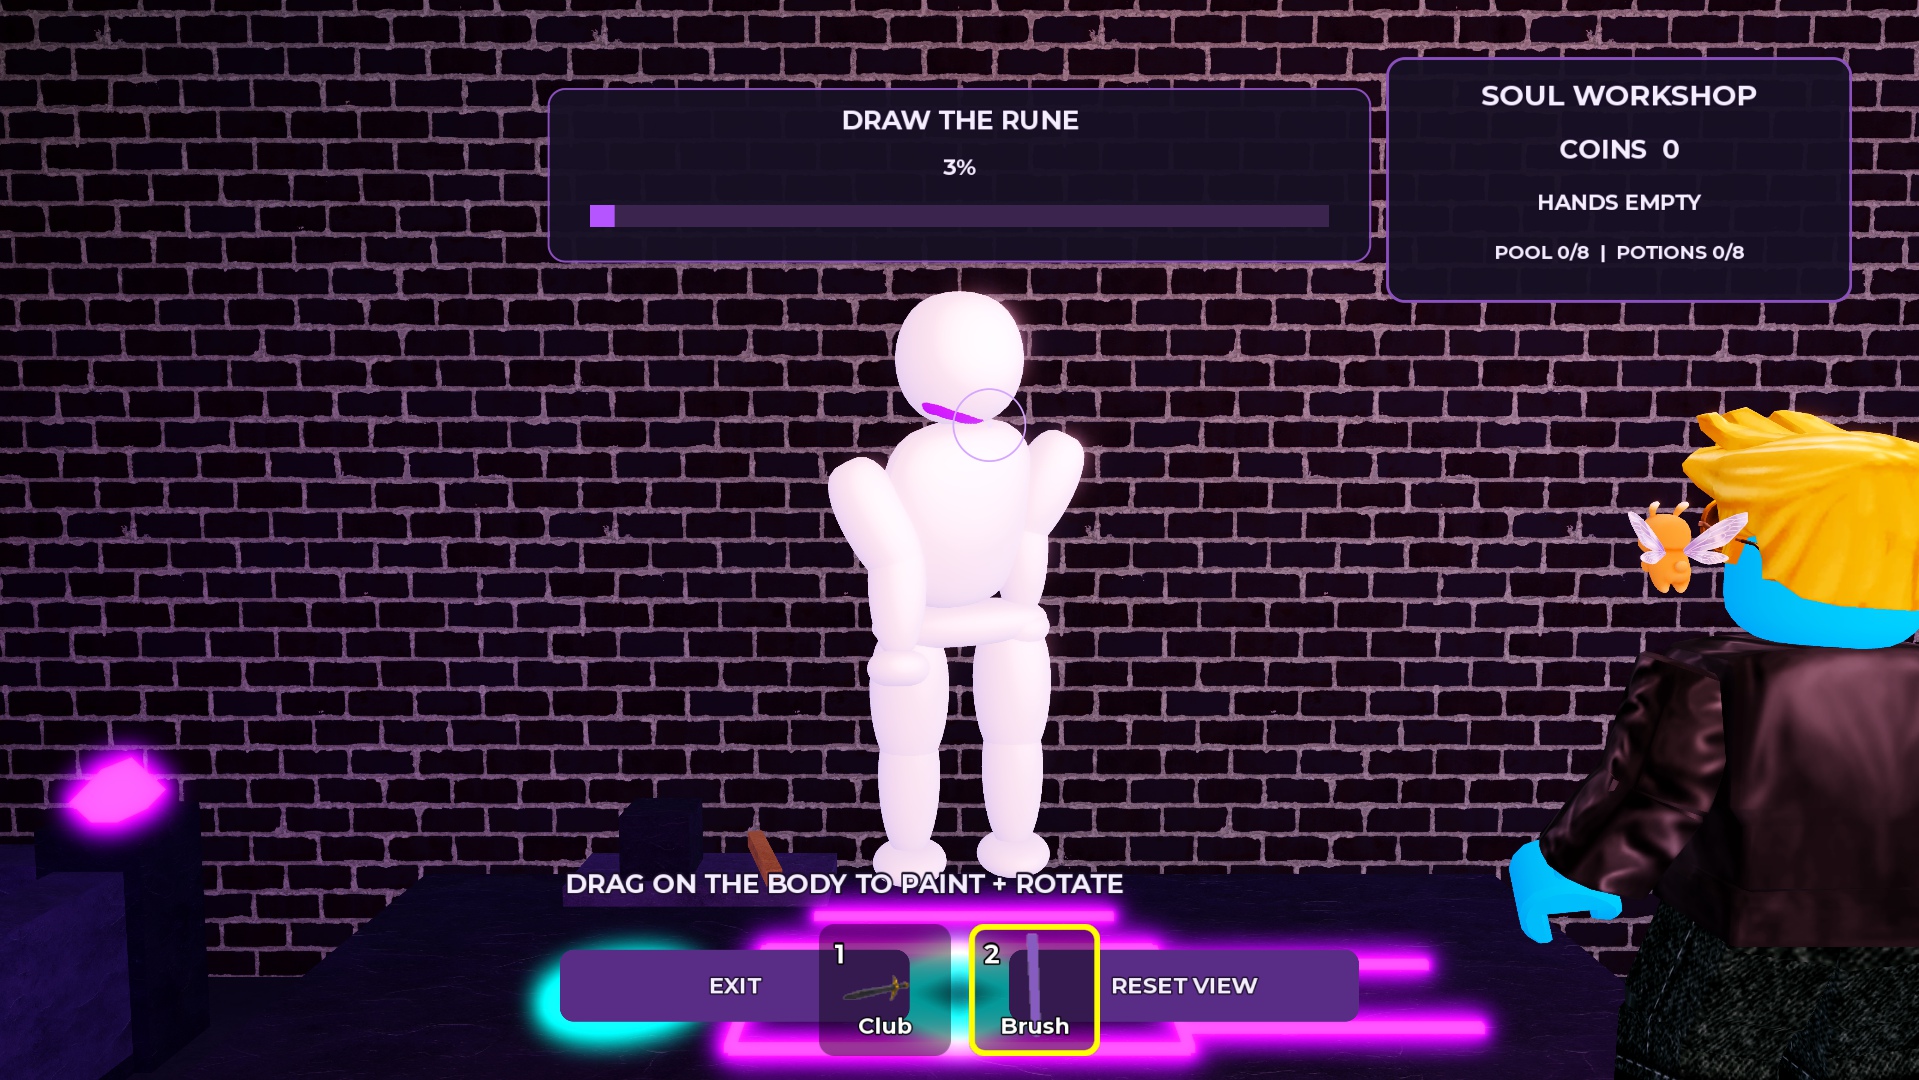 DRAW THE RUNE
3%
SOUL WORKSHOP
COINS 0
HANDS EMPTY
POOL 0/8 | POTIONS 0/8
DRAG ON THE BODY TO PAINT + ROTATE
EXIT
1
Club
2
Brush
RESET VIEW